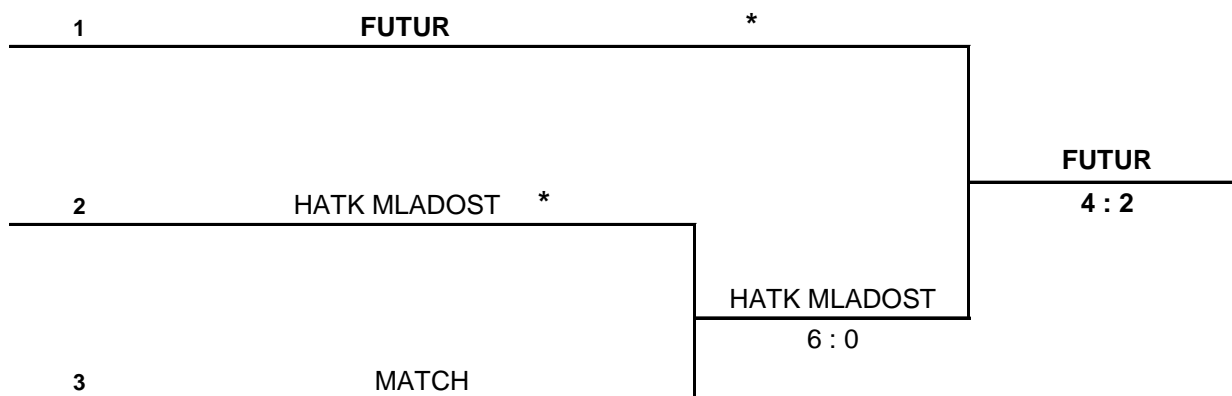 1 FUTUR *
FUTUR
4 : 2
2 HATK MLADOST *
HATK MLADOST
6 : 0
3 MATCH